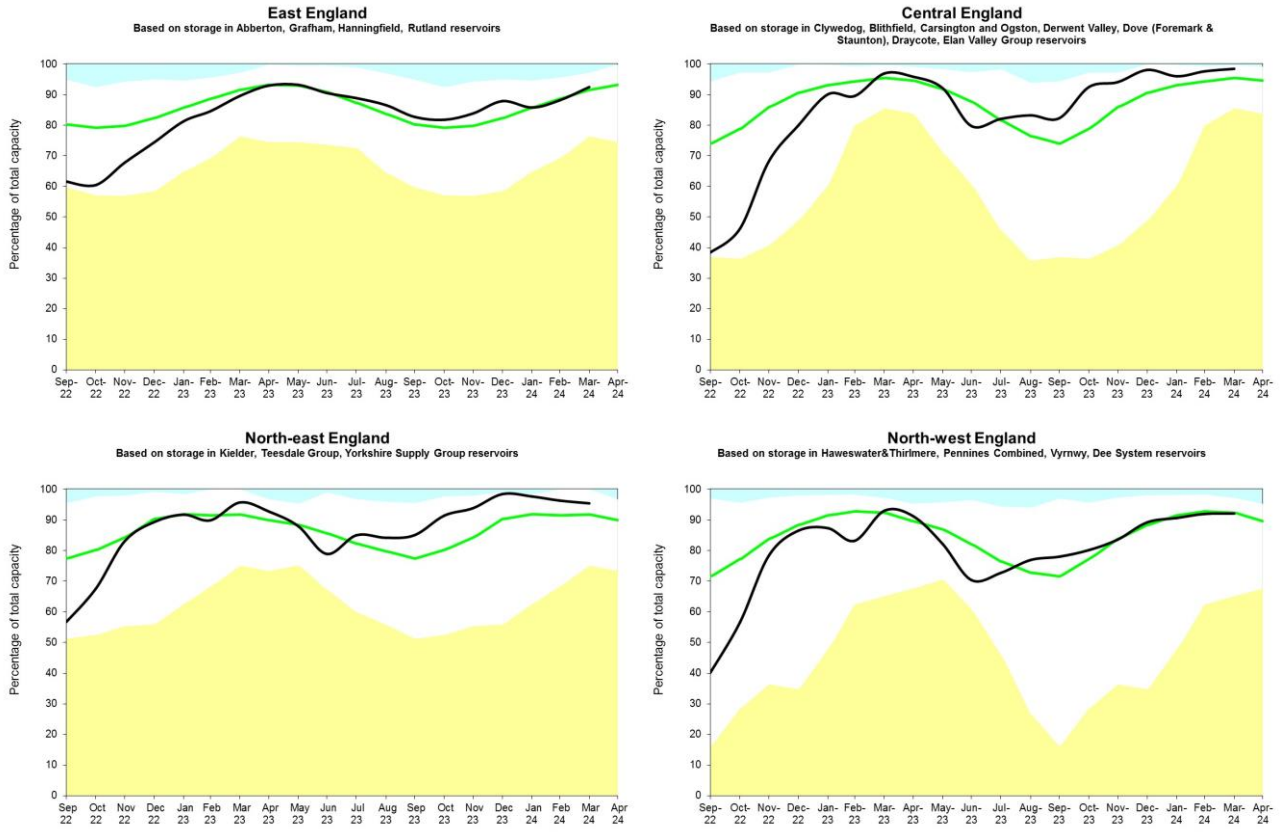 East England
Based on storage in Abberton, Grafham, Hanningfield, Rutland reservoirs
Percentage of total capacity
100
90
80
70
60
50
40
30
20
10
0
Sep- Oct- Nov- Dec- Jan- Feb- Mar- Apr- May- Jun- Jul- Aug- Sep- Oct- Nov- Dec- Jan- Feb- Mar- Apr-
22 22 22 22 23 23 23 23 23 23 23 23 23 23 23 23 24 24 24 24
Central England
Based on storage in Clywedog, Blithfield, Carsington and Ogston, Derwent Valley, Dove (Foremark &
Staunton), Draycote, Elan Valley Group reservoirs
Percentage of total capacity
100
90
80
70
60
50
40
30
20
10
0
Sep- Oct- Nov- Dec- Jan- Feb- Mar- Apr- May- Jun- Jul- Aug- Sep- Oct- Nov- Dec- Jan- Feb- Mar- Apr-
22 22 22 22 23 23 23 23 23 23 23 23 23 23 23 23 24 24 24 24
North-east England
Based on storage in Kielder, Teesdale Group, Yorkshire Supply Group reservoirs
Percentage of total capacity
100
90
80
70
60
50
40
30
20
10
0
Sep Oct Nov Dec Jan Feb Mar Apr May Jun Jul Aug Sep Oct Nov Dec Jan Feb Mar Apr
22 22 22 22 23 23 23 23 23 23 23 23 23 23 23 23 24 24 24 24
North-west England
Based on storage in Haweswater&Thirlmere, Pennines Combined, Vyrnwy, Dee System reservoirs
Percentage of total capacity
100
90
80
70
60
50
40
30
20
10
0
Sep- Oct- Nov- Dec- Jan- Feb- Mar- Apr- May- Jun- Jul- Aug- Sep- Oct- Nov- Dec- Jan- Feb- Mar- Apr-
22 22 22 22 23 23 23 23 23 23 23 23 23 23 23 23 24 24 24 24